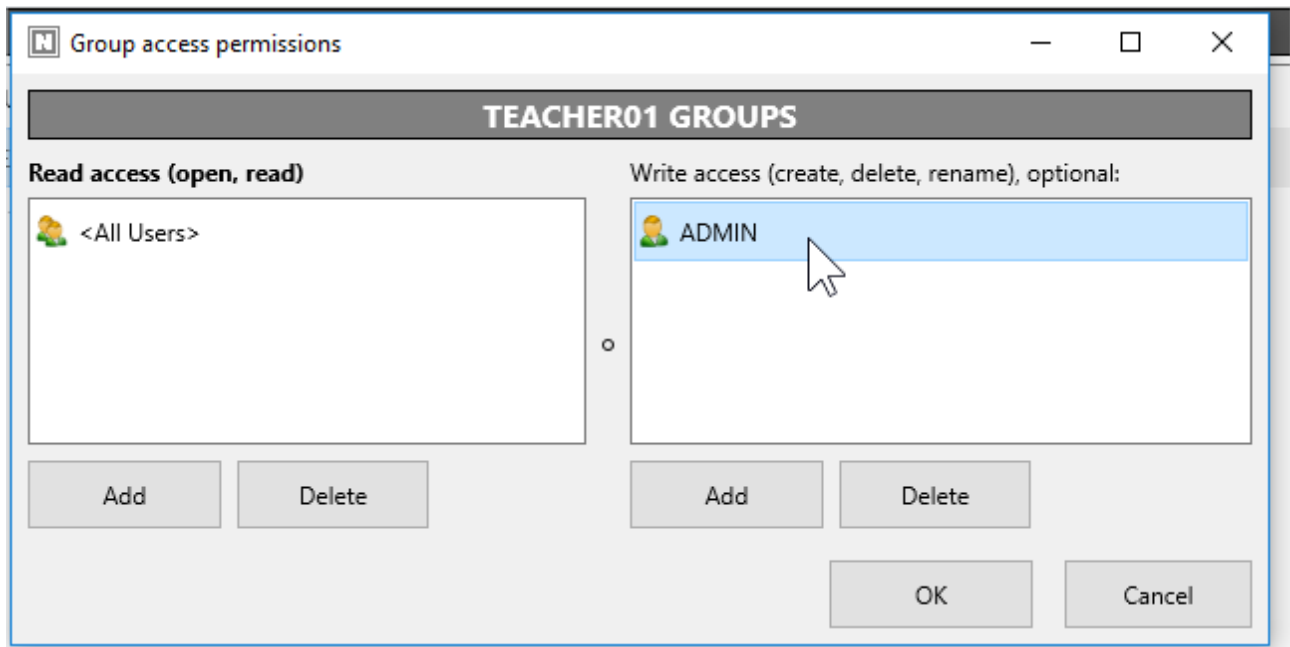 Group access permissions
TEACHER01 GROUPS
Read access (open, read)
Write access (create, delete, rename), optional:
<All Users>
ADMIN
Add
Delete
Add
Delete
OK
Cancel